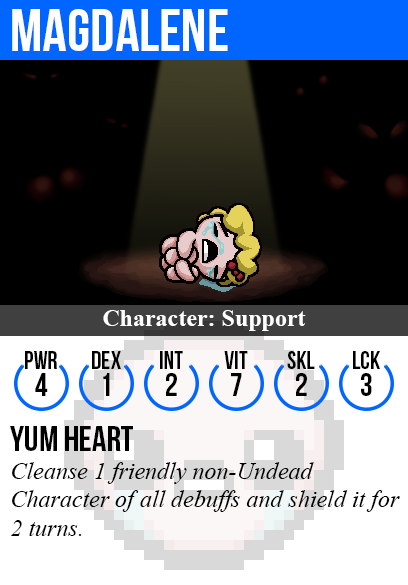 MAGDALENE
Character: Support
PWR DEX INT VIT SKL LCK
4 1 2 7 2 3
YUM HEART
Cleanse 1 friendly non-Undead
Character of all debuffs and shield it for
2 turns.